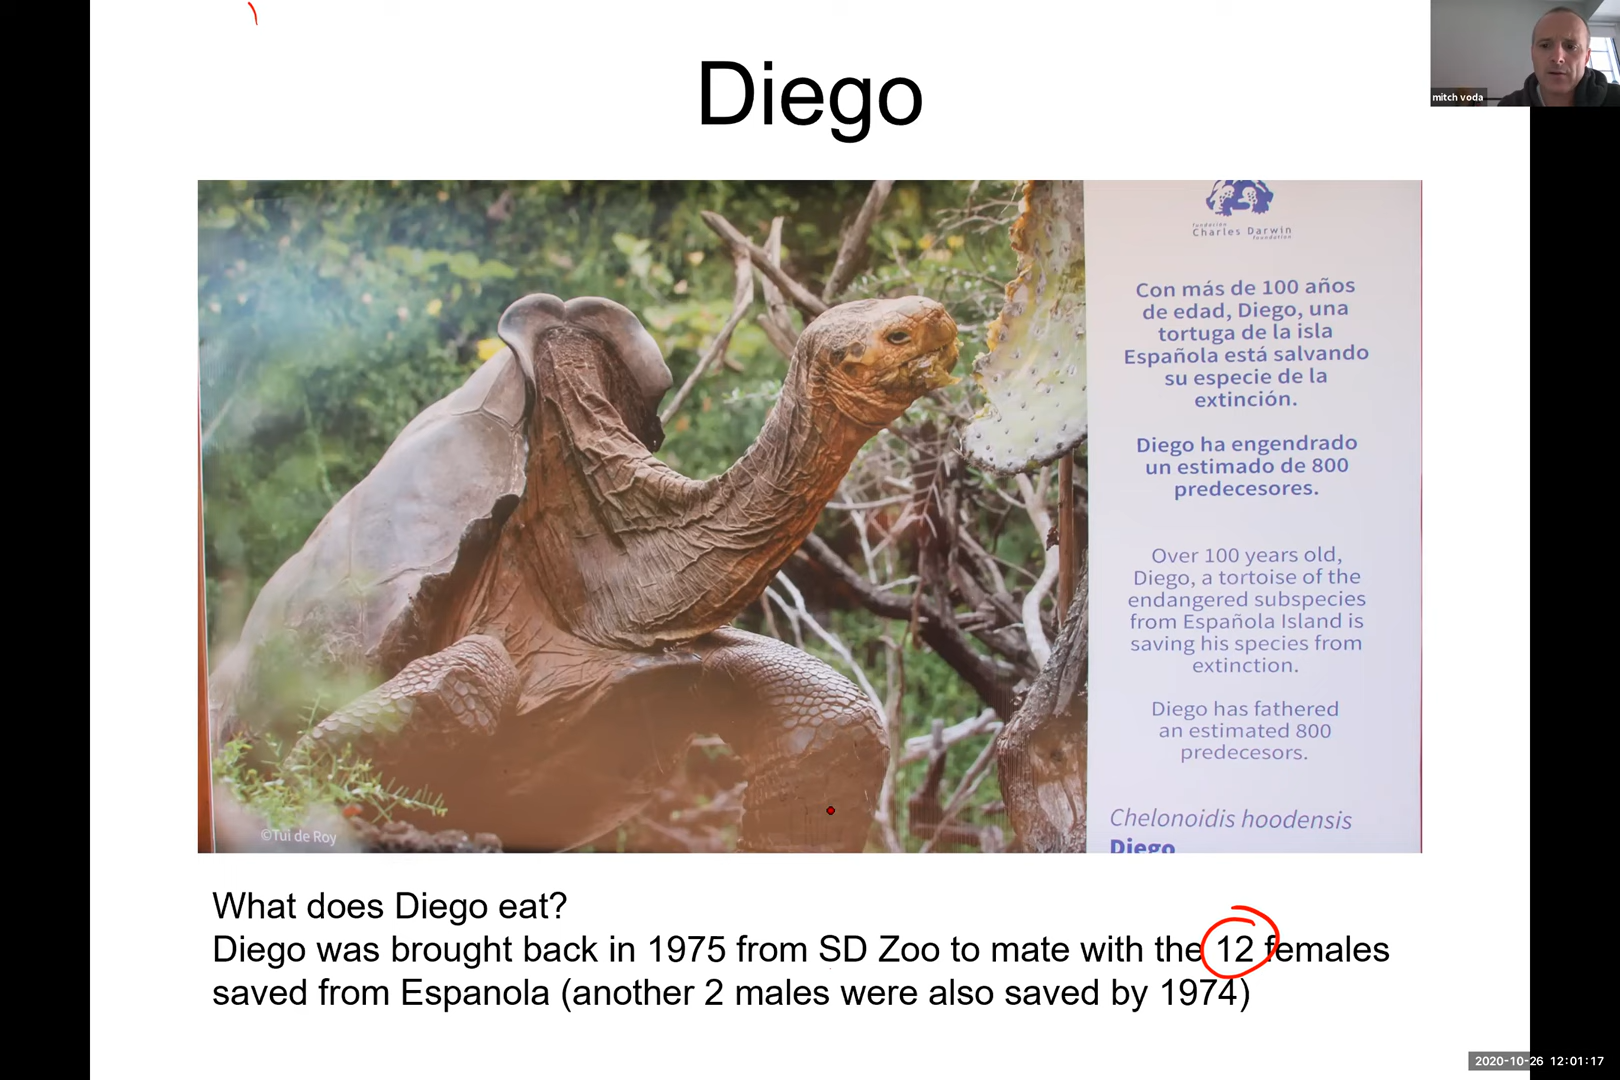 Diego
mitch voda
fundación
Charles Darwin
foundation
Con más de 100 años
de edad, Diego, una
tortuga de la isla
Española está salvando
su especie de la
extinción.
Diego ha engendrado
un estimado de 800
predecesores.
Over 100 years old,
Diego, a tortoise of the
endangered subspecies
from Española Island is
saving his species from
extinction.
Diego has fathered
an estimated 800
predecesors.
Chelonoidis hoodensis
Diego
©Tui de Roy
What does Diego eat?
Diego was brought back in 1975 from SD Zoo to mate with the 12 females
saved from Espanola (another 2 males were also saved by 1974)
2020-10-26 12:01:17